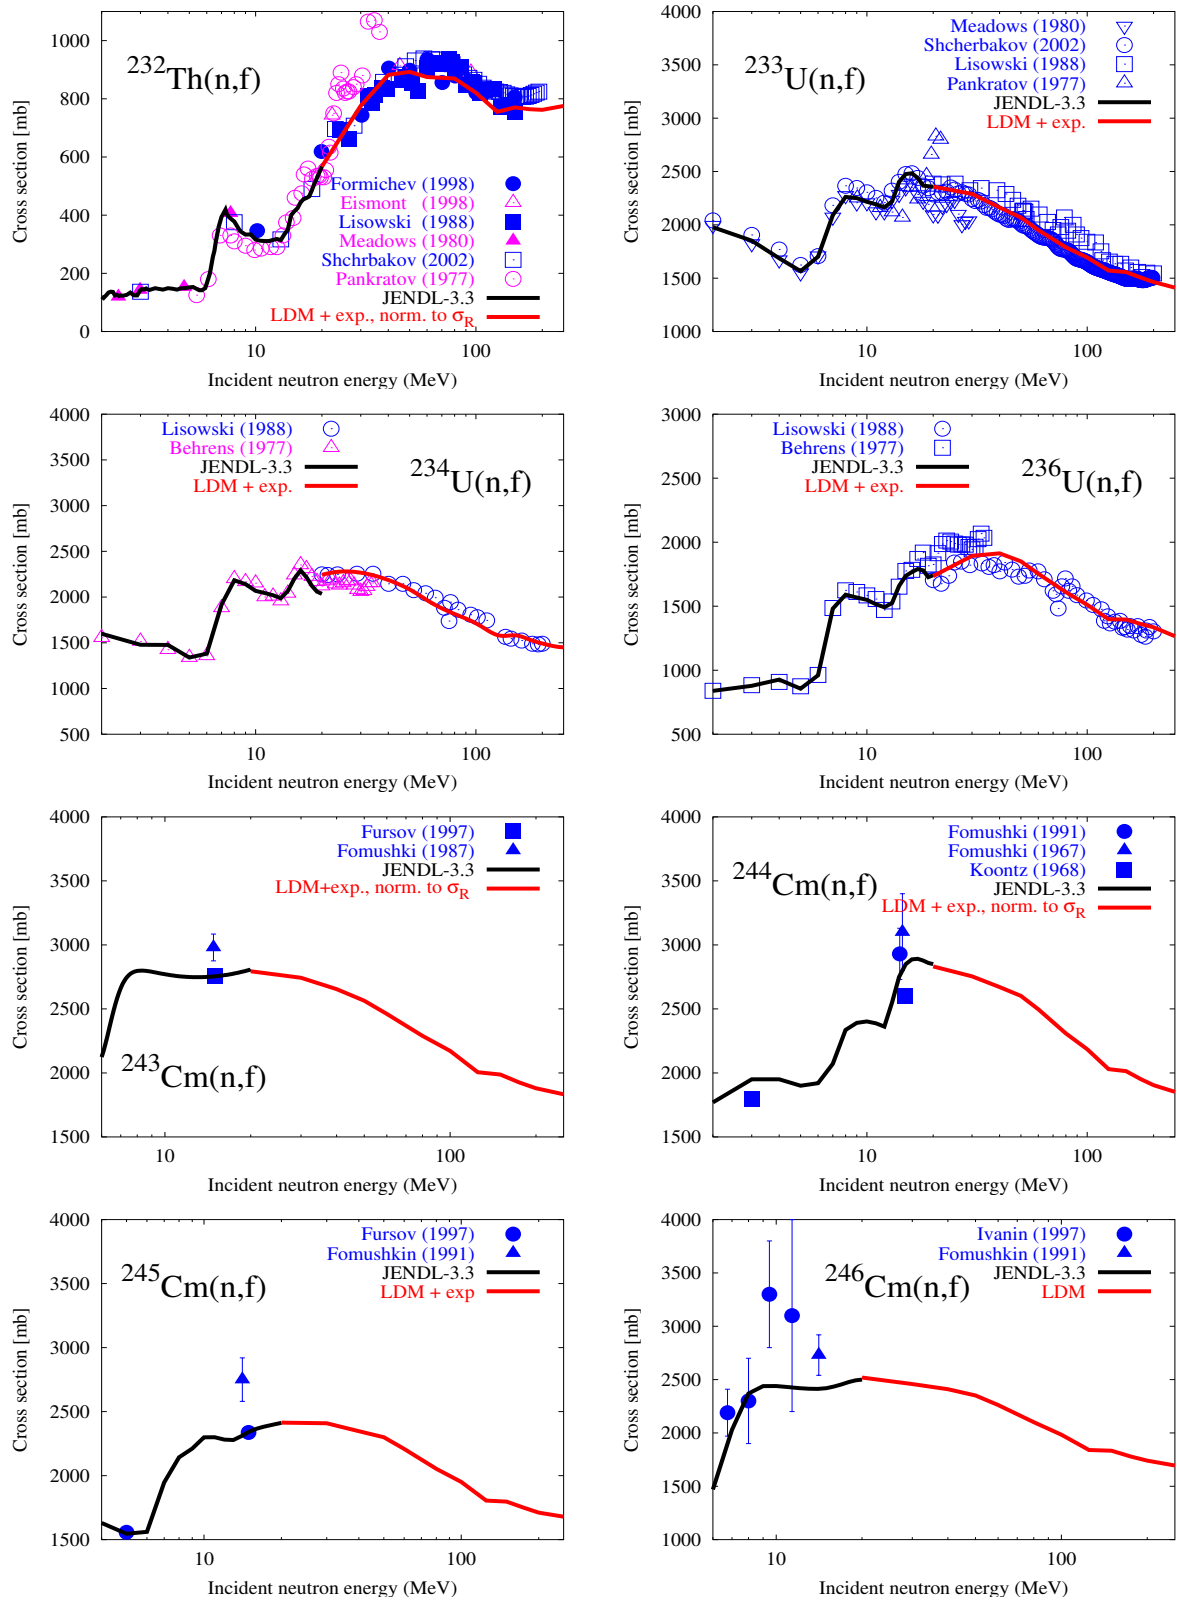 232Th(n,f)
Cross section [mb]
1000
800
600
400
200
0
Formichev (1998)
Eismont (1998)
Lisowski (1988)
Meadows (1980)
Shchrbakov (2002)
Pankratov (1977)
JENDL-3.3
LDM + exp., norm. to σR
10
100
Incident neutron energy (MeV)
233U(n,f)
Cross section [mb]
4000
3500
3000
2500
2000
1500
1000
Meadows (1980)
Shcherbakov (2002)
Lisowski (1988)
Pankratov (1977)
JENDL-3.3
LDM + exp.
10
100
Incident neutron energy (MeV)
234U(n,f)
Cross section [mb]
4000
3500
3000
2500
2000
1500
1000
500
Lisowski (1988)
Behrens (1977)
JENDL-3.3
LDM + exp.
10
100
Incident neutron energy (MeV)
236U(n,f)
Cross section [mb]
3000
2500
2000
1500
1000
500
Lisowski (1988)
Behrens (1977)
JENDL-3.3
LDM + exp.
10
100
Incident neutron energy (MeV)
243Cm(n,f)
Cross section [mb]
4000
3500
3000
2500
2000
1500
Fursov (1997)
Fomushki (1987)
JENDL-3.3
LDM+exp., norm. to σR
10
100
Incident neutron energy (MeV)
244Cm(n,f)
Cross section [mb]
4000
3500
3000
2500
2000
1500
Fomushki (1991)
Fomushki (1967)
Koontz (1968)
JENDL-3.3
LDM + exp., norm. to σR
10
100
Incident neutron energy (MeV)
245Cm(n,f)
Cross section [mb]
4000
3500
3000
2500
2000
1500
Fursov (1997)
Fomushkin (1991)
JENDL-3.3
LDM + exp
10
100
Incident neutron energy (MeV)
246Cm(n,f)
Cross section [mb]
4000
3500
3000
2500
2000
1500
1000
Ivanin (1997)
Fomushkin (1991)
JENDL-3.3
LDM
10
100
Incident neutron energy (MeV)